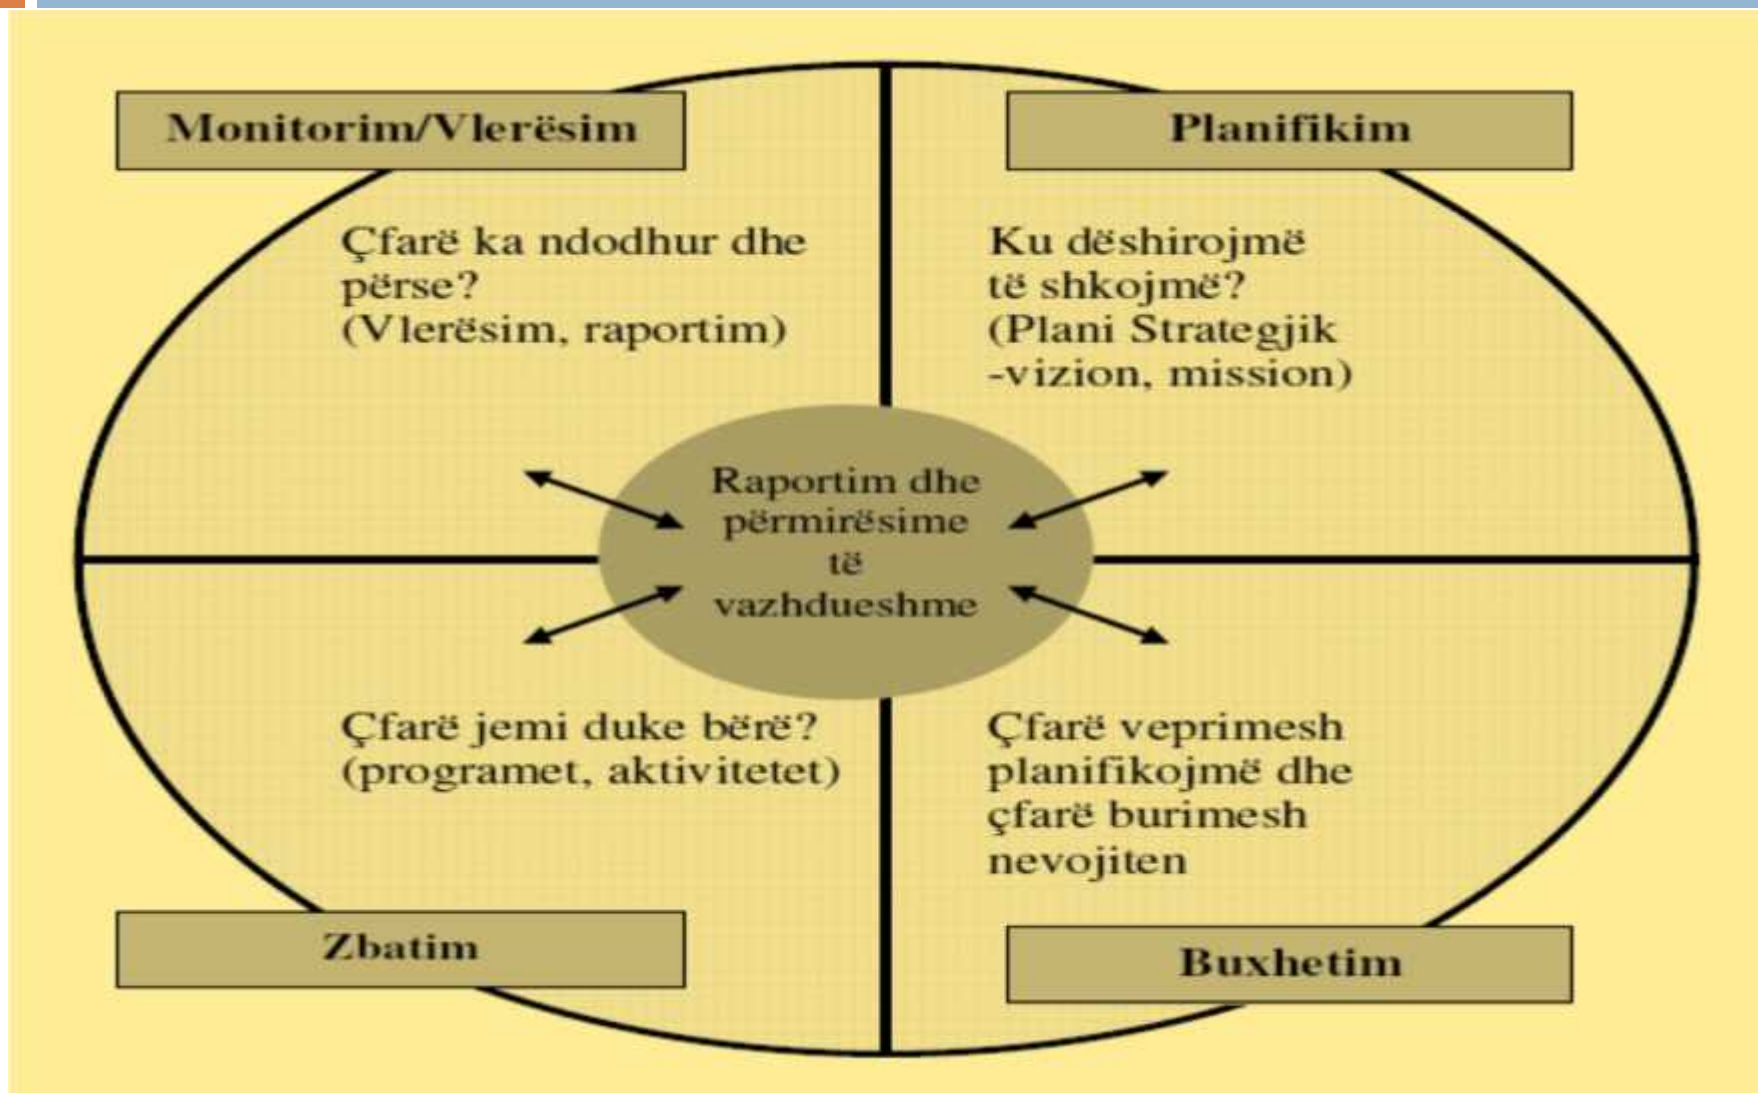 Monitorim/Vlerësim
Çfarë ka ndodhur dhe
përse?
(Vlerësim, raportim)
Planifikim
Ku dëshirojmë
të shkojmë?
(Plani Strategjik
-vizion, mission)
Raportim dhe
përmirësime
të
vazhdueshme
Çfarë jemi duke bërë?
(programet, aktivitetet)
Zbatim
Çfarë veprimesh
planifikojmë dhe
çfarë burimesh
nevojiten
Buxhetim